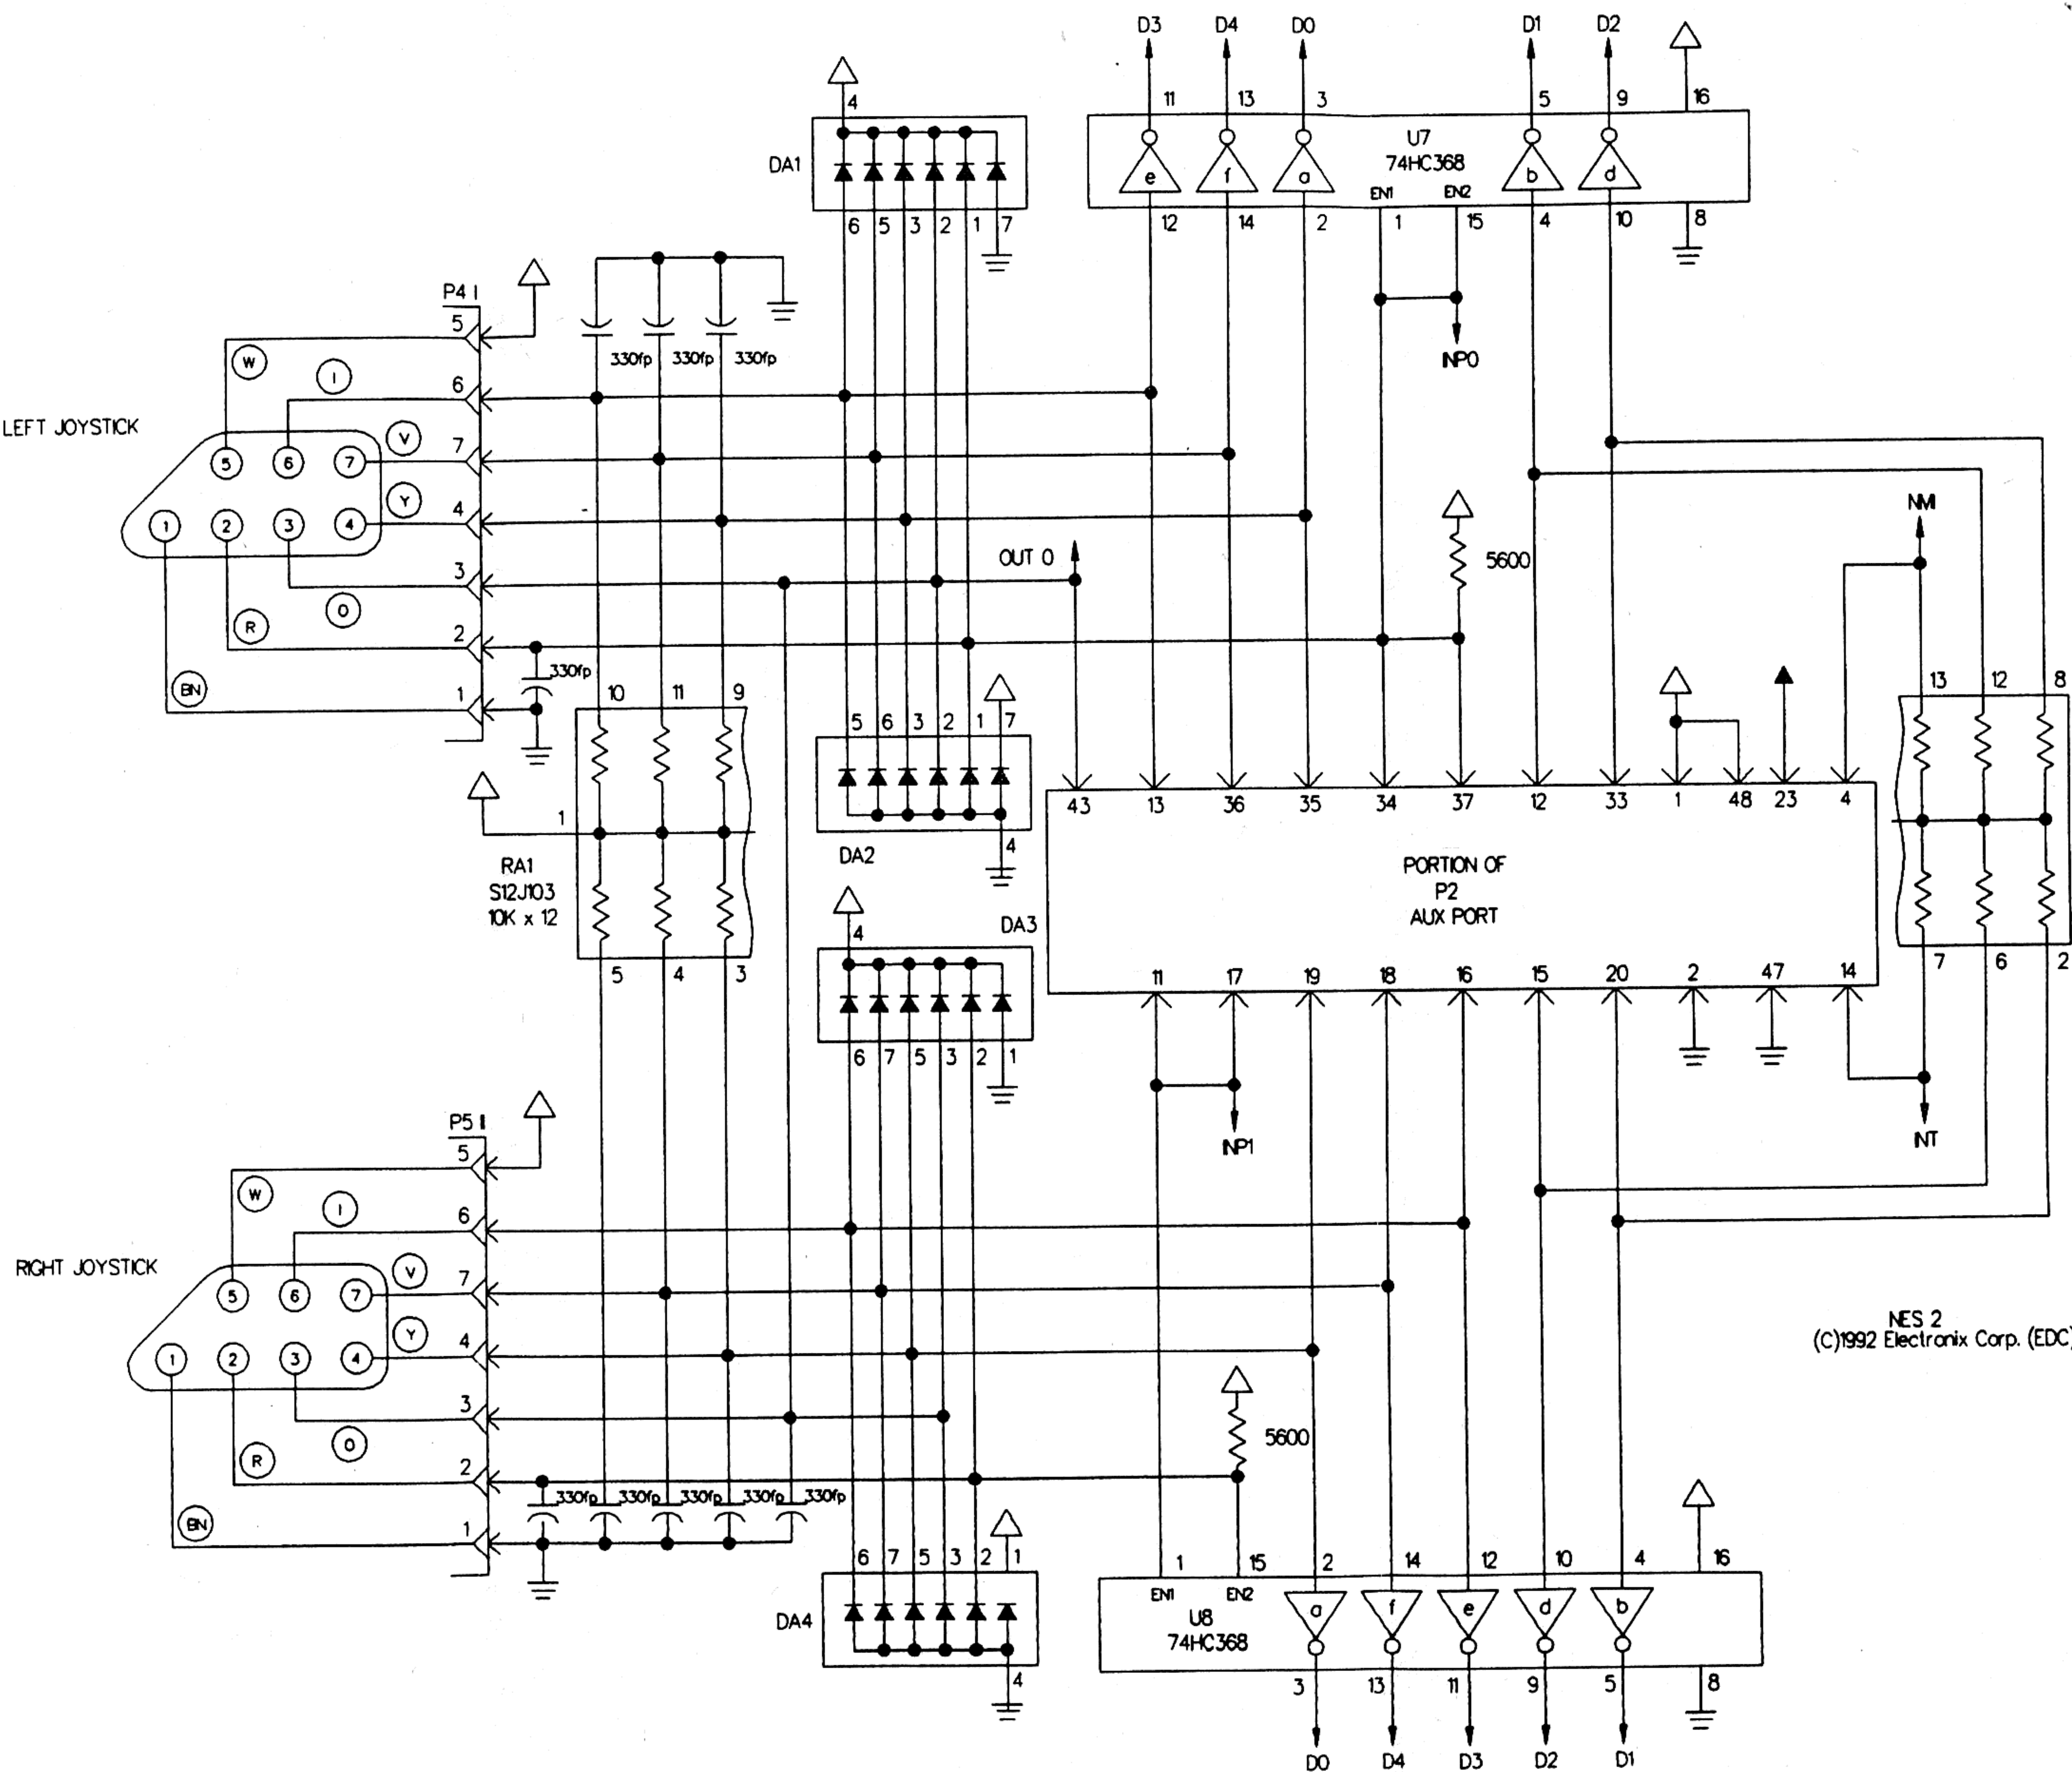 D3 D4 D0 D1 D2
11 13 3 5 9 16
4
DA1
U7
74HC368
e f a b d
EN1 EN2
6 5 3 2 1 7
12 14 2 1 15 4 10 8
INP0
P4 I
5
330fp 330fp 330fp
W
I
6
LEFT JOYSTICK
V
7
5 6 7
Y
4
1 2 3 4
NMI
OUT 0
5600
3
O
R
2
330fp
BN
1
10 11 9
13 12 8
5 6 3 2 1 7
43 13 36 35 34 37 12 33 1 48 23 4
1
4
DA2
RA1
S12J103
10K x 12
PORTION OF
P2
AUX PORT
DA3
4
5 4 3
11 17 19 18 16 15 20 2 47 14
7 6 2
6 7 5 3 2 1
INP1
INT
P5 I
5
W
I
6
RIGHT JOYSTICK
V
7
5 6 7
Y
4
1 2 3 4
NES 2
(C)1992 Electronix Corp. (EDC)
3
O
5600
R
2
330fp 330fp 330fp 330fp 330fp
BN
1
6 7 5 3 2 1
1 15 2 14 12 10 4 16
EN1 EN2
a f e d b
DA4
U8
74HC368
4
3 13 11 9 5 8
D0 D4 D3 D2 D1